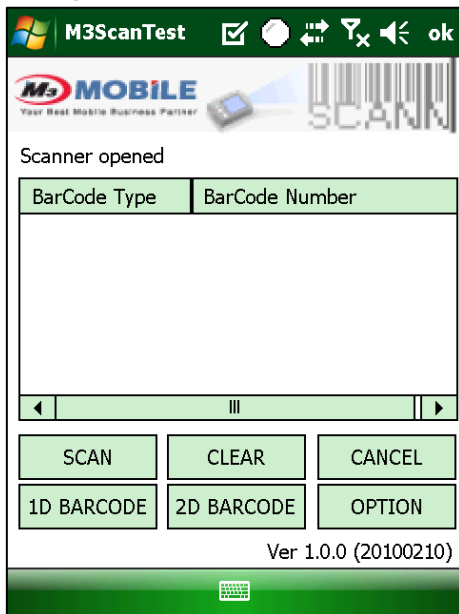 M3ScanTest ok
M3 MOBiLE
Your Best Mobile Business Partner
SCANN
Scanner opened
BarCode Type BarCode Number
SCAN CLEAR CANCEL
1D BARCODE 2D BARCODE OPTION
Ver 1.0.0 (20100210)